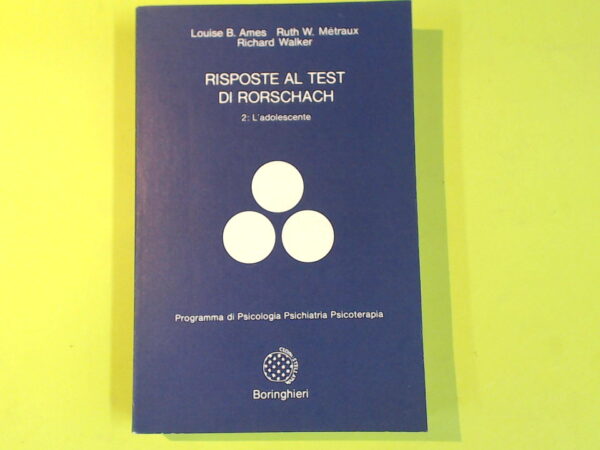 Louise B. Ames Ruth W. Métraux
Richard Walker
RISPOSTE AL TEST
DI RORSCHACH
2: L'adolescente
Programma di Psicologia Psichiatria Psicoterapia
Boringhieri